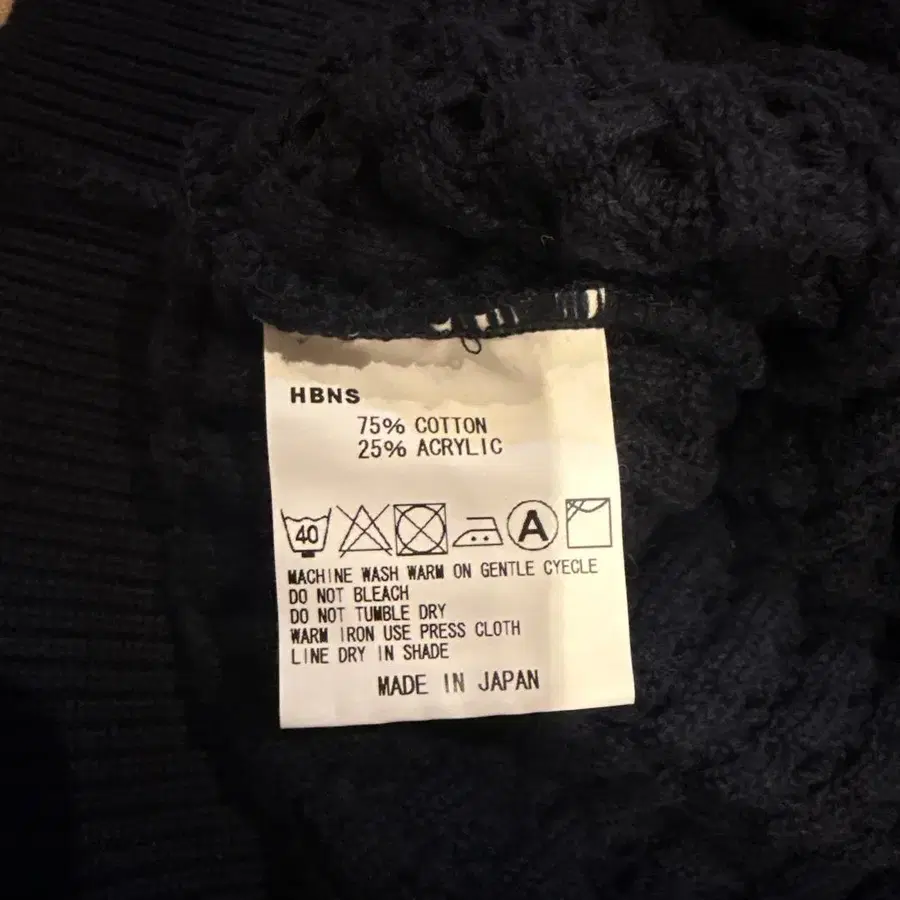 HBNS
75% COTTON
25% ACRYLIC
40 A
MACHINE WASH WARM ON GENTLE CYECLE
DO NOT BLEACH
DO NOT TUMBLE DRY
WARM IRON USE PRESS CLOTH
LINE DRY IN SHADE
MADE IN JAPAN